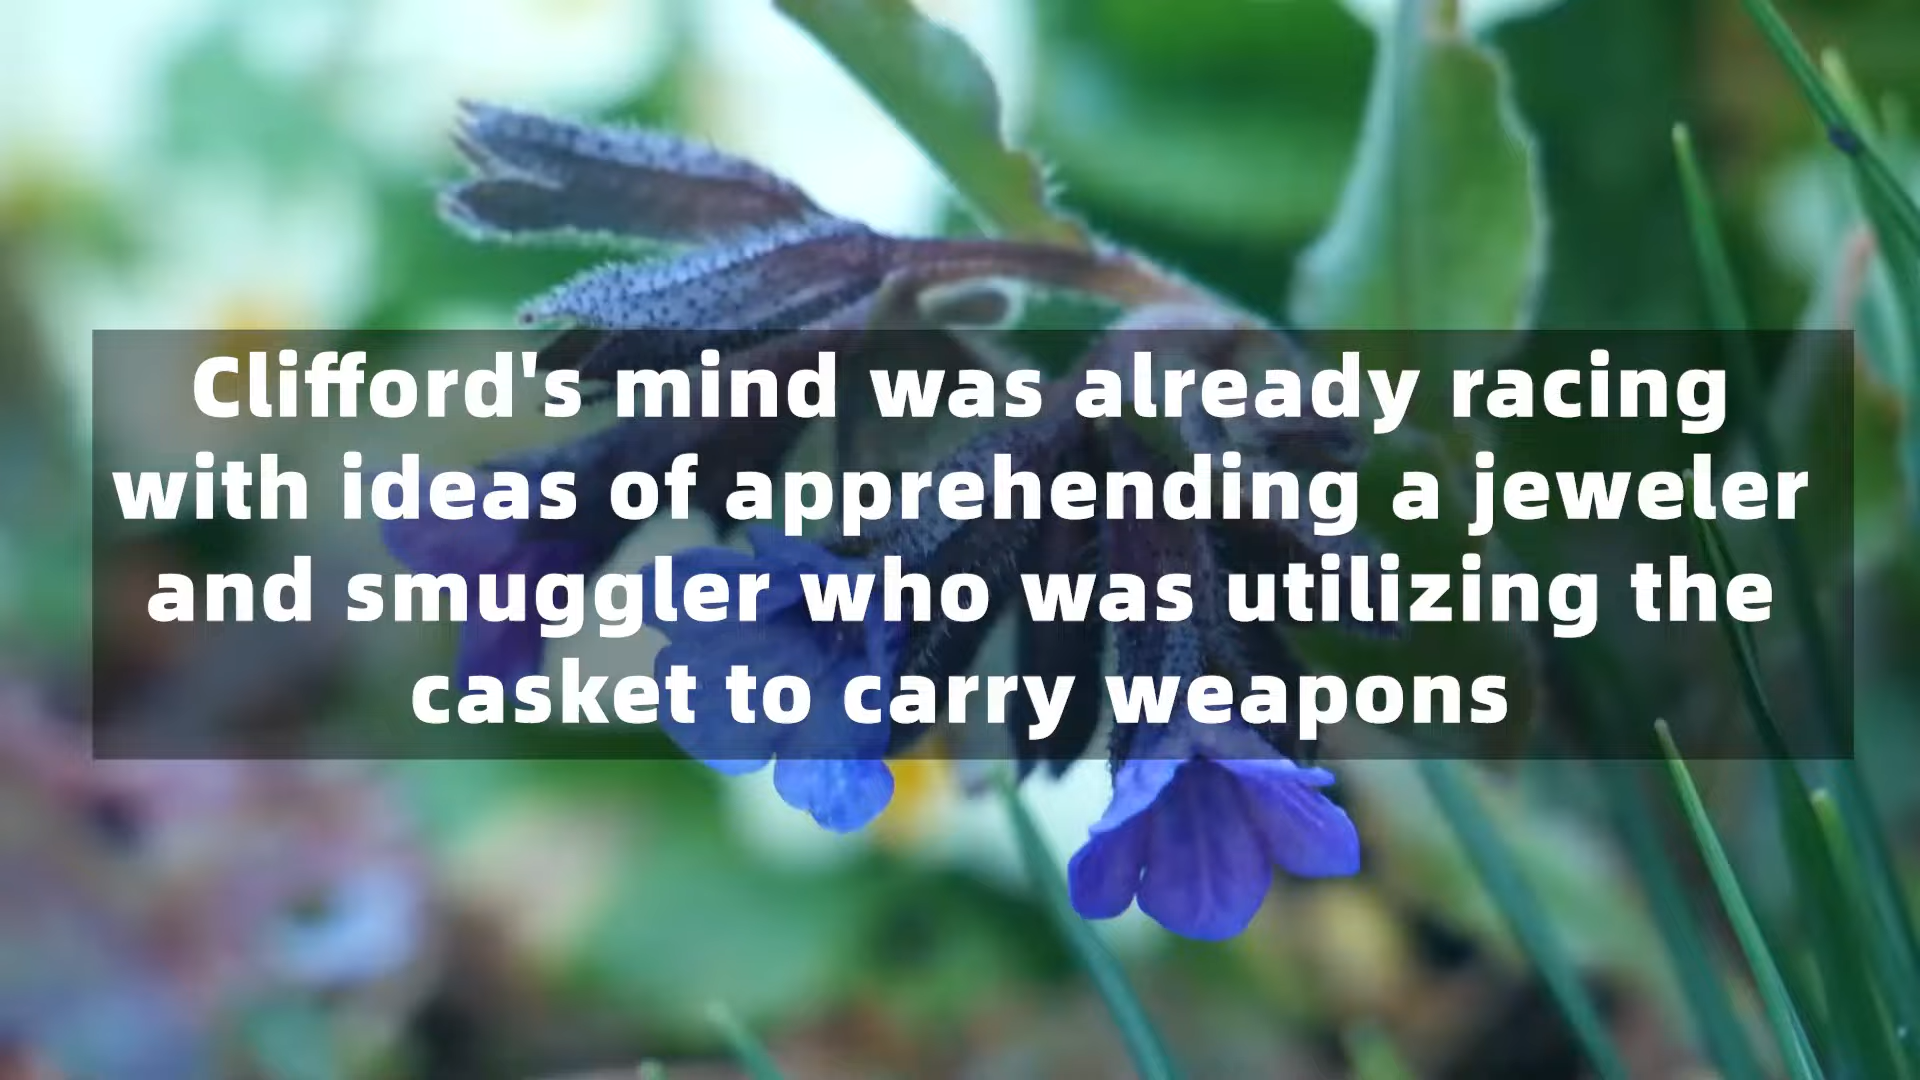 Clifford's mind was already racing
with ideas of apprehending a jeweler
and smuggler who was utilizing the
casket to carry weapons